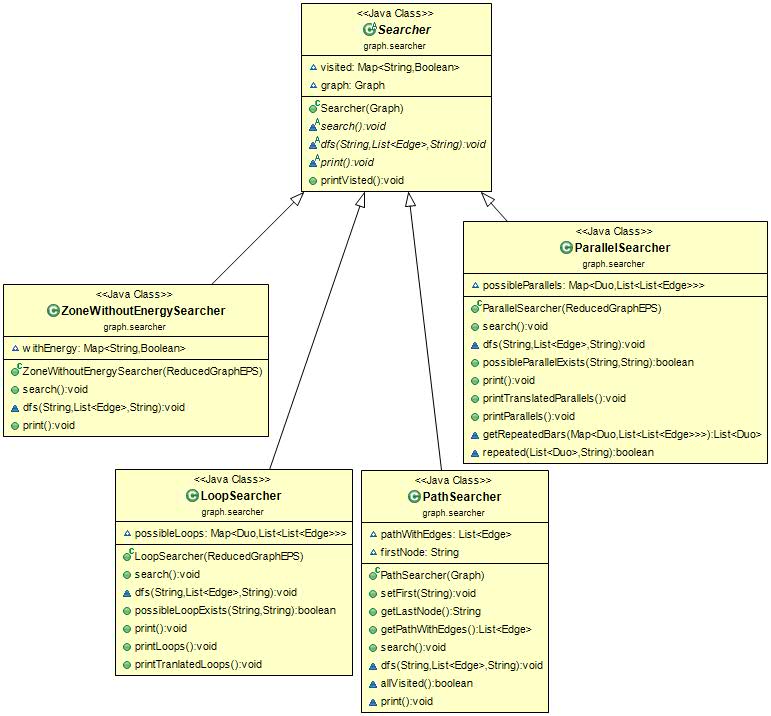 <<Java Class>>
Searcher
graph.searcher
visited: Map<String,Boolean>
graph: Graph
Searcher(Graph)
search():void
dfs(String,List<Edge>,String):void
print():void
printVisted():void
<<Java Class>>
ParallelSearcher
graph.searcher
possibleParallels: Map<Duo,List<List<Edge>>>
ParallelSearcher(ReducedGraphEPS)
search():void
dfs(String,List<Edge>,String):void
possibleParallelExists(String,String):boolean
print():void
printTranslatedParallels():void
printParallels():void
getRepeatedBars(Map<Duo,List<List<Edge>>>):List<Duo>
repeated(List<Duo>,String):boolean
<<Java Class>>
ZoneWithoutEnergySearcher
graph.searcher
withEnergy: Map<String,Boolean>
ZoneWithoutEnergySearcher(ReducedGraphEPS)
search():void
dfs(String,List<Edge>,String):void
print():void
<<Java Class>>
LoopSearcher
graph.searcher
possibleLoops: Map<Duo,List<List<Edge>>>
LoopSearcher(ReducedGraphEPS)
search():void
dfs(String,List<Edge>,String):void
possibleLoopExists(String,String):boolean
print():void
printLoops():void
printTranlatedLoops():void
<<Java Class>>
PathSearcher
graph.searcher
pathWithEdges: List<Edge>
firstNode: String
PathSearcher(Graph)
setFirst(String):void
getLastNode():String
getPathWithEdges():List<Edge>
search():void
dfs(String,List<Edge>,String):void
allVisited():boolean
print():void